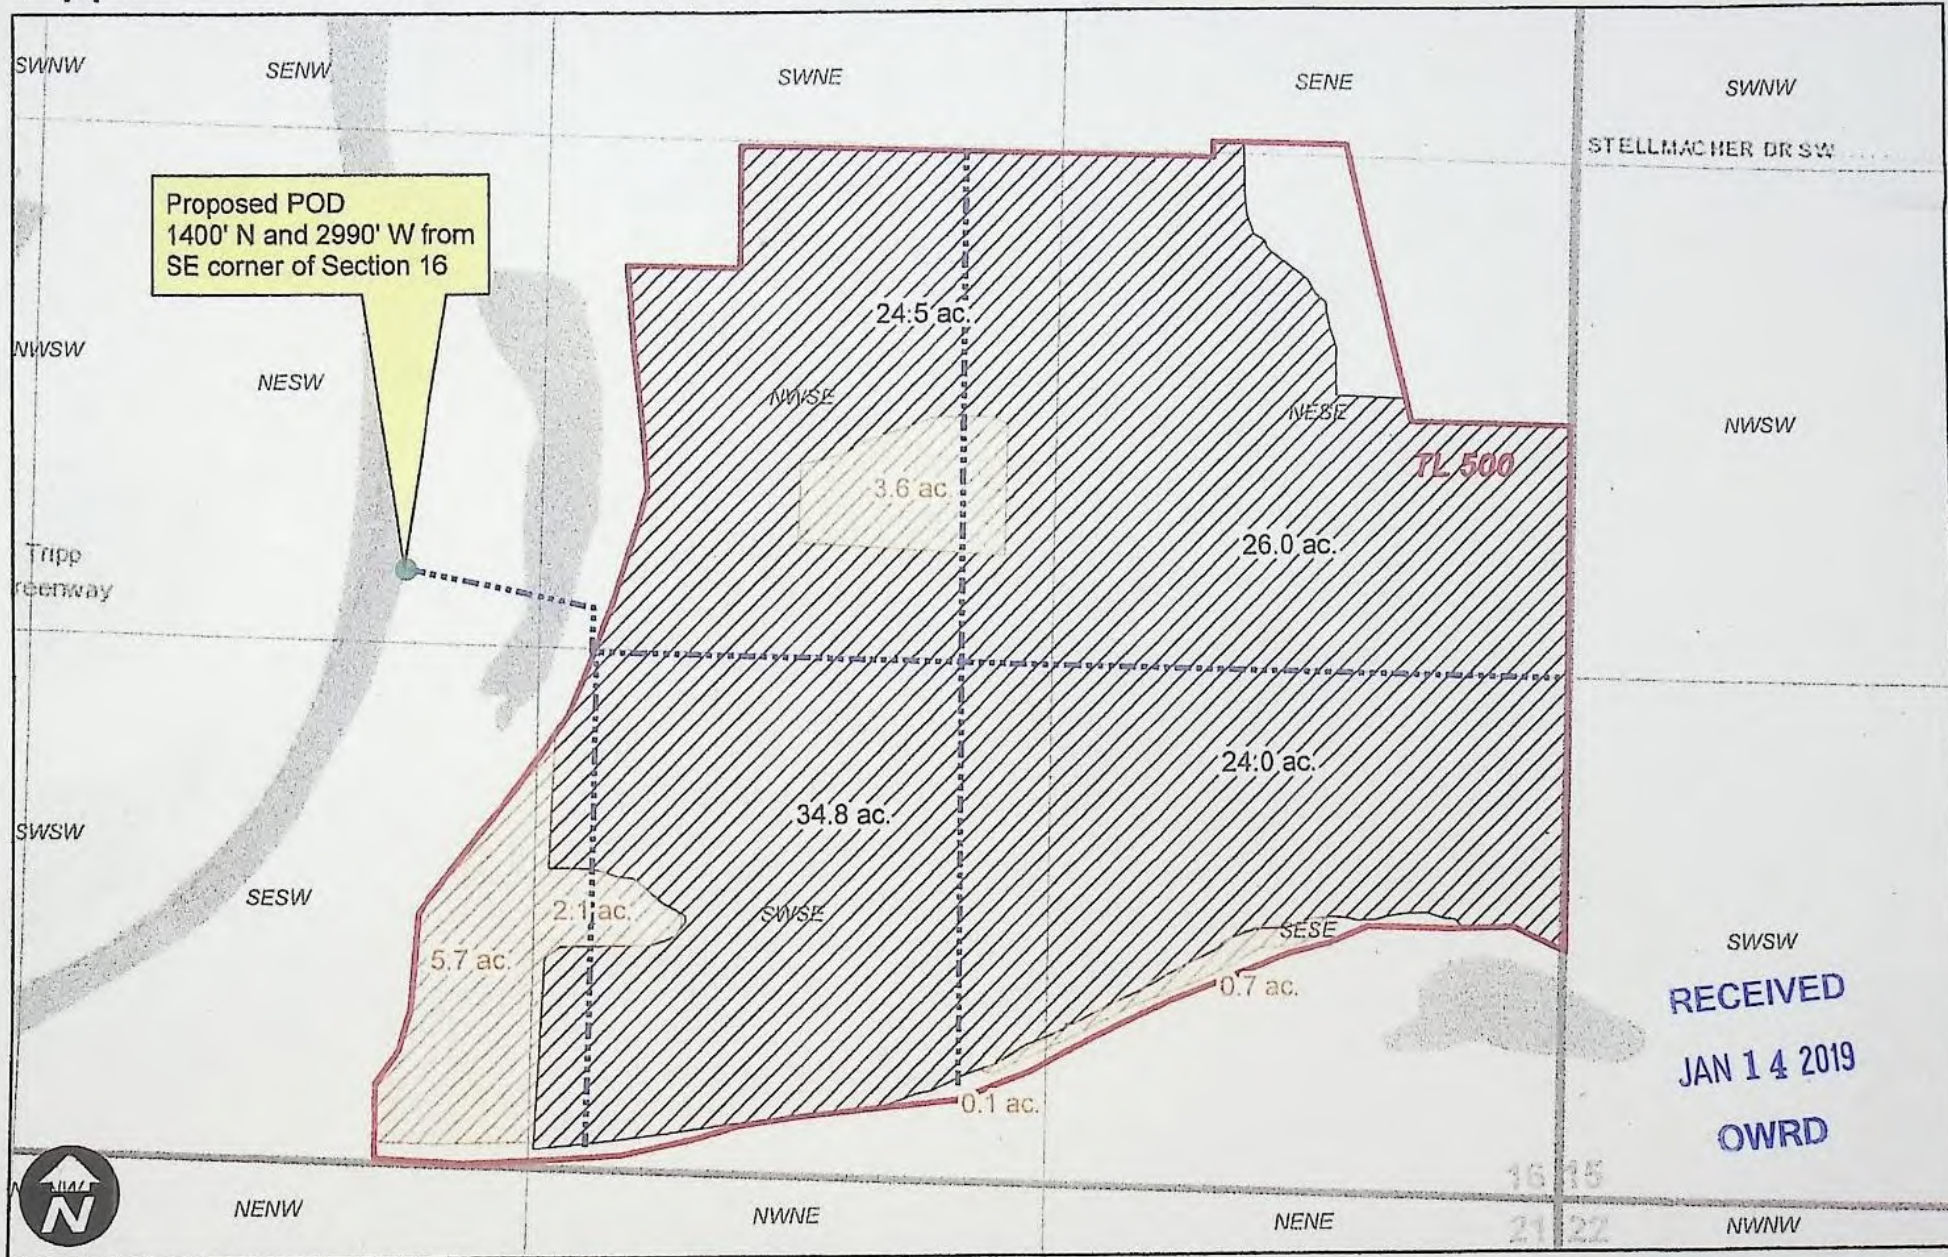 SWNW
SENW
SWNE
SENE
SWNW
STELLMACHER DR SW
Proposed POD
1400' N and 2990' W from
SE corner of Section 16
24.5 ac.
NWSW
NESW
NWSE
NESE
NWSW
TL 500
3.6 ac.
26.0 ac.
Tripp
reenway
24.0 ac.
34.8 ac.
SWSW
SESW
2.1 ac.
SWSE
SESE
SWSW
5.7 ac.
0.7 ac.
RECEIVED
JAN 14 2019
0.1 ac.
OWRD
16 15
N
NENW
NWNE
NENE
21 22
NWNW